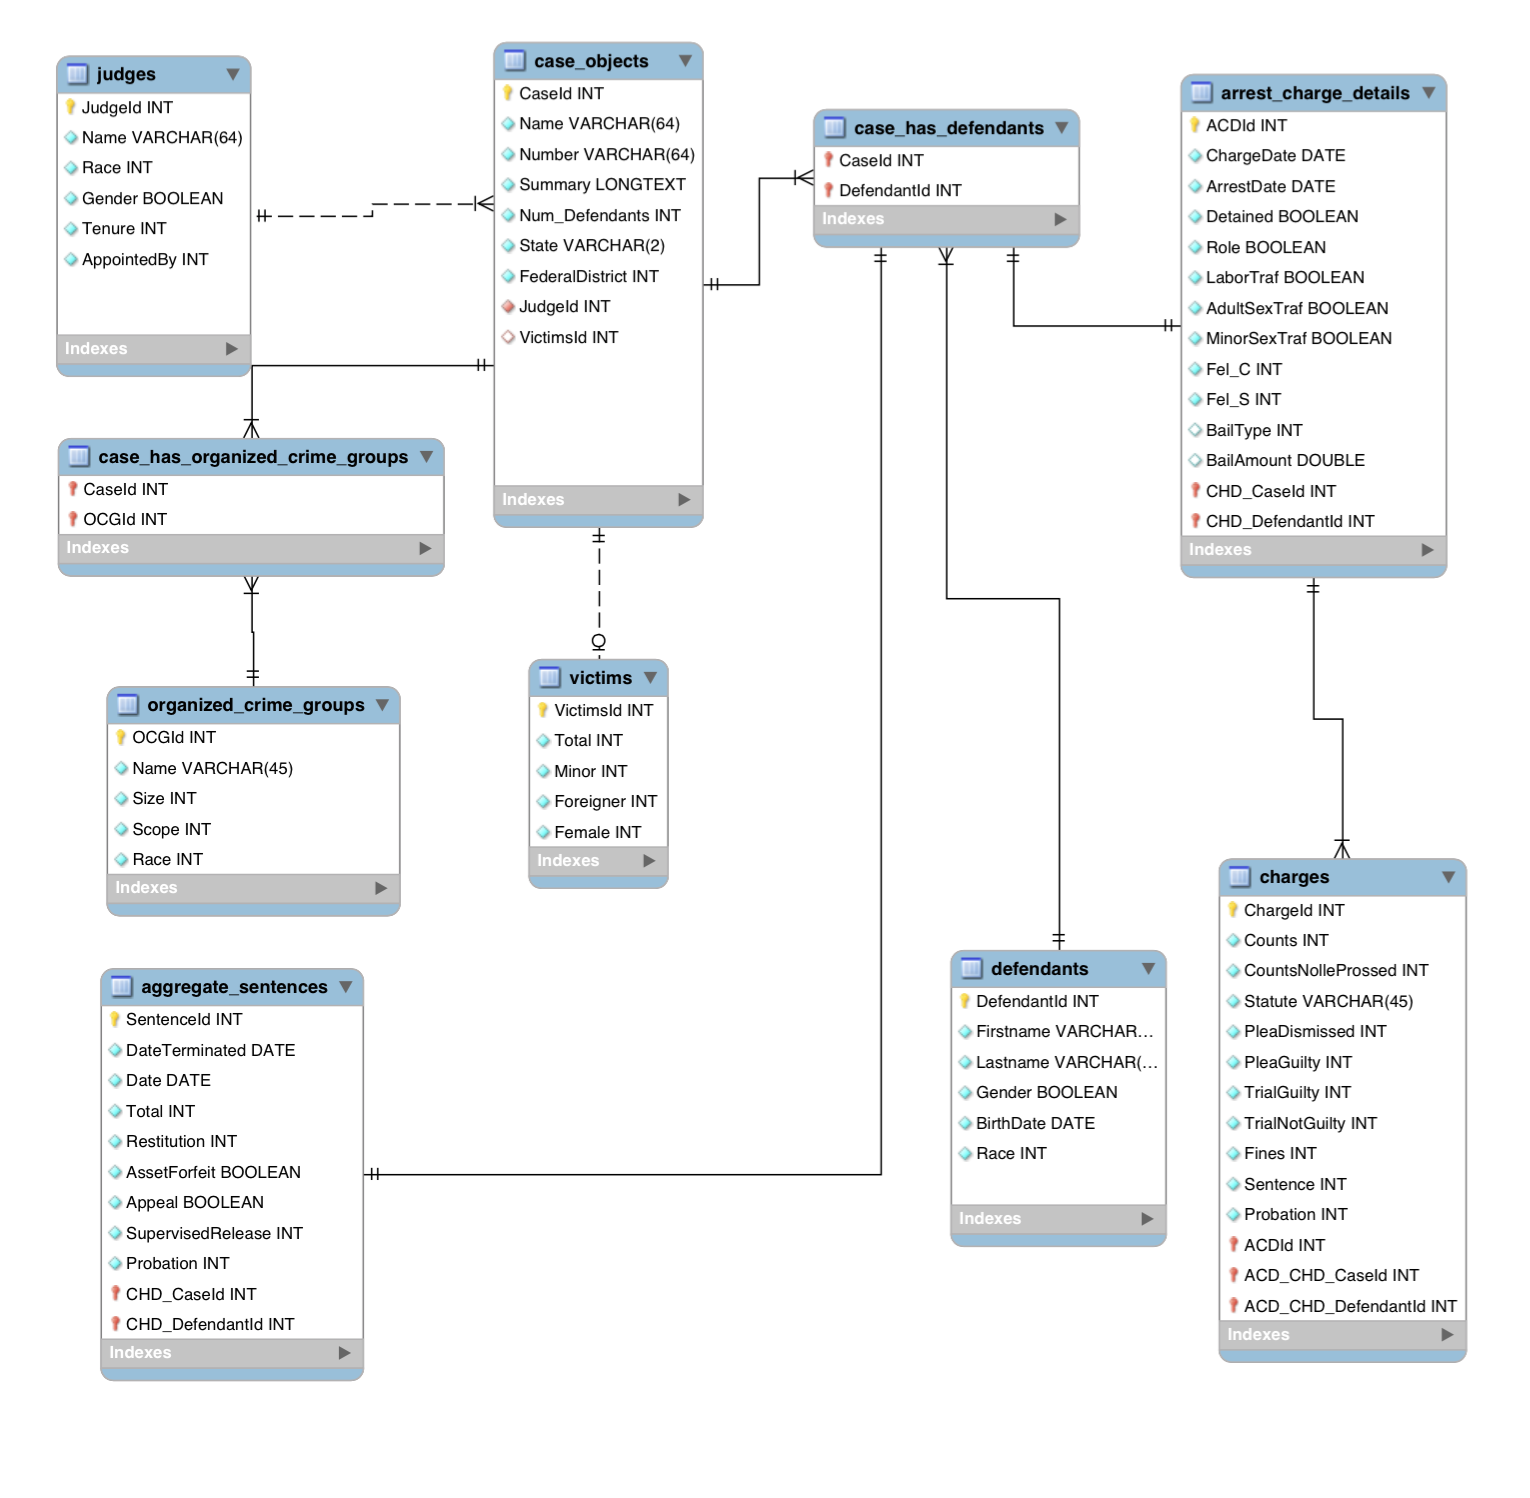 judges
JudgeId INT
Name VARCHAR(64)
Race INT
Gender BOOLEAN
Tenure INT
AppointedBy INT
Indexes
case_objects
CaseId INT
Name VARCHAR(64)
Number VARCHAR(64)
Summary LONGTEXT
Num_Defendants INT
State VARCHAR(2)
FederalDistrict INT
JudgeId INT
VictimsId INT
Indexes
case_has_defendants
CaseId INT
DefendantId INT
Indexes
arrest_charge_details
ACDId INT
ChargeDate DATE
ArrestDate DATE
Detained BOOLEAN
Role BOOLEAN
LaborTraf BOOLEAN
AdultSexTraf BOOLEAN
MinorSexTraf BOOLEAN
Fel_C INT
Fel_S INT
BailType INT
BailAmount DOUBLE
CHD_CaseId INT
CHD_DefendantId INT
Indexes
case_has_organized_crime_groups
CaseId INT
OCGId INT
Indexes
organized_crime_groups
OCGId INT
Name VARCHAR(45)
Size INT
Scope INT
Race INT
Indexes
victims
VictimsId INT
Total INT
Minor INT
Foreigner INT
Female INT
Indexes
aggregate_sentences
SentenceId INT
DateTerminated DATE
Date DATE
Total INT
Restitution INT
AssetForfeit BOOLEAN
Appeal BOOLEAN
SupervisedRelease INT
Probation INT
CHD_CaseId INT
CHD_DefendantId INT
Indexes
defendants
DefendantId INT
Firstname VARCHAR...
Lastname VARCHAR(...
Gender BOOLEAN
BirthDate DATE
Race INT
Indexes
charges
ChargeId INT
Counts INT
CountsNolleProssed INT
Statute VARCHAR(45)
PleaDismissed INT
PleaGuilty INT
TrialGuilty INT
TrialNotGuilty INT
Fines INT
Sentence INT
Probation INT
ACDId INT
ACD_CHD_CaseId INT
ACD_CHD_DefendantId INT
Indexes